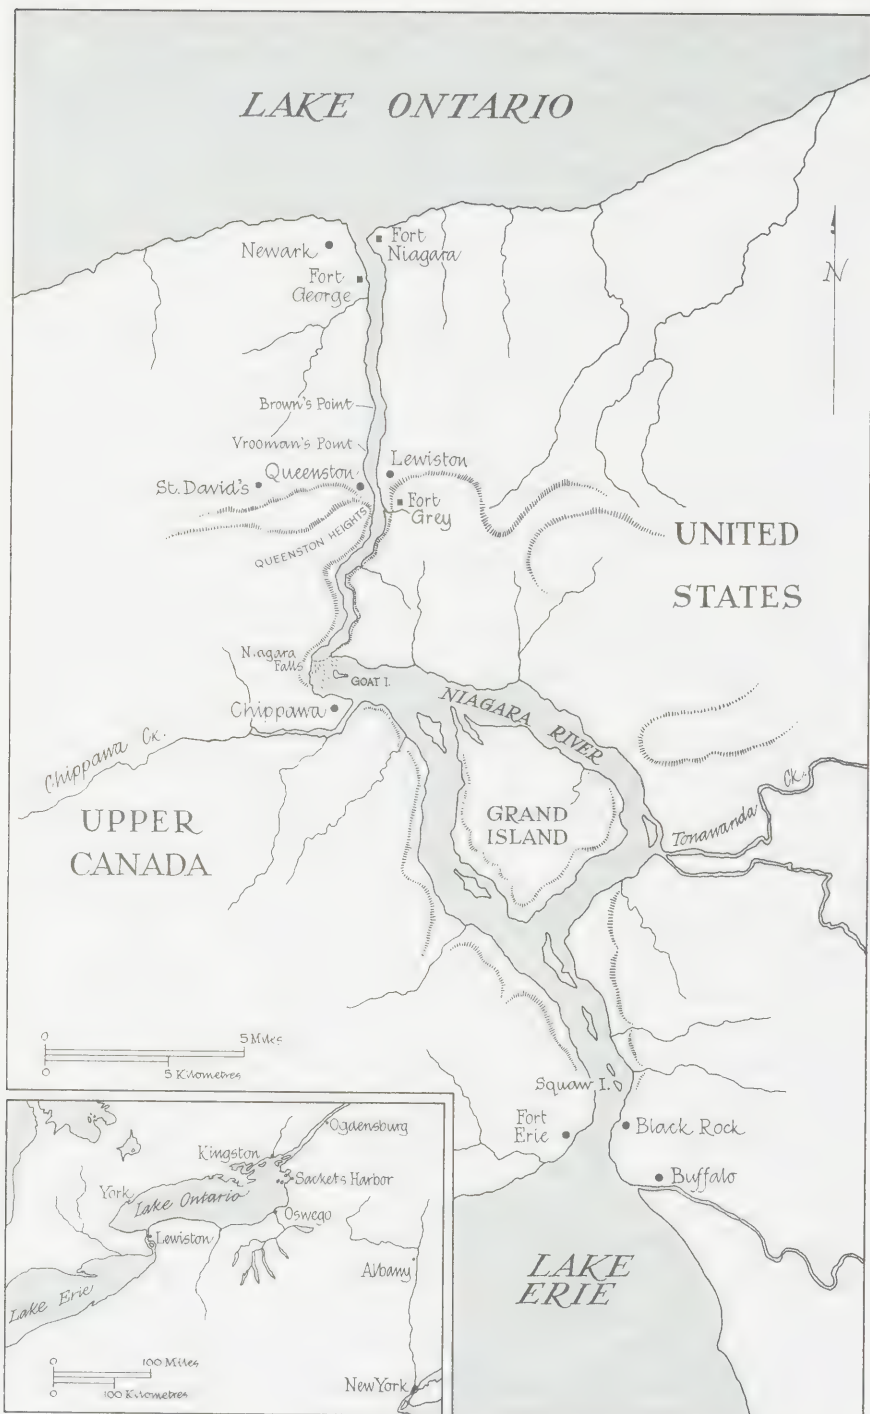 LAKE ONTARIO
Newark
Fort
Niagara
Fort
George
N
Brown's Point
Vrooman's Point
Lewiston
Queenston
St. David's
Fort
Grey
QUEENSTON HEIGHTS
UNITED
STATES
Niagara
Falls
GOAT I.
NIAGARA RIVER
Chippawa
Chippawa Ck.
UPPER
CANADA
GRAND
ISLAND
Tonawanda Ck.
0 5 Miles
0 5 Kilometres
Squaw I.
Fort
Erie
Black Rock
Buffalo
LAKE
ERIE
Ogdensburg
Kingston
Sackets Harbor
York
Lake Ontario
Oswego
Lewiston
Albany
Lake Erie
0 100 Miles
0 100 Kilometres
New York